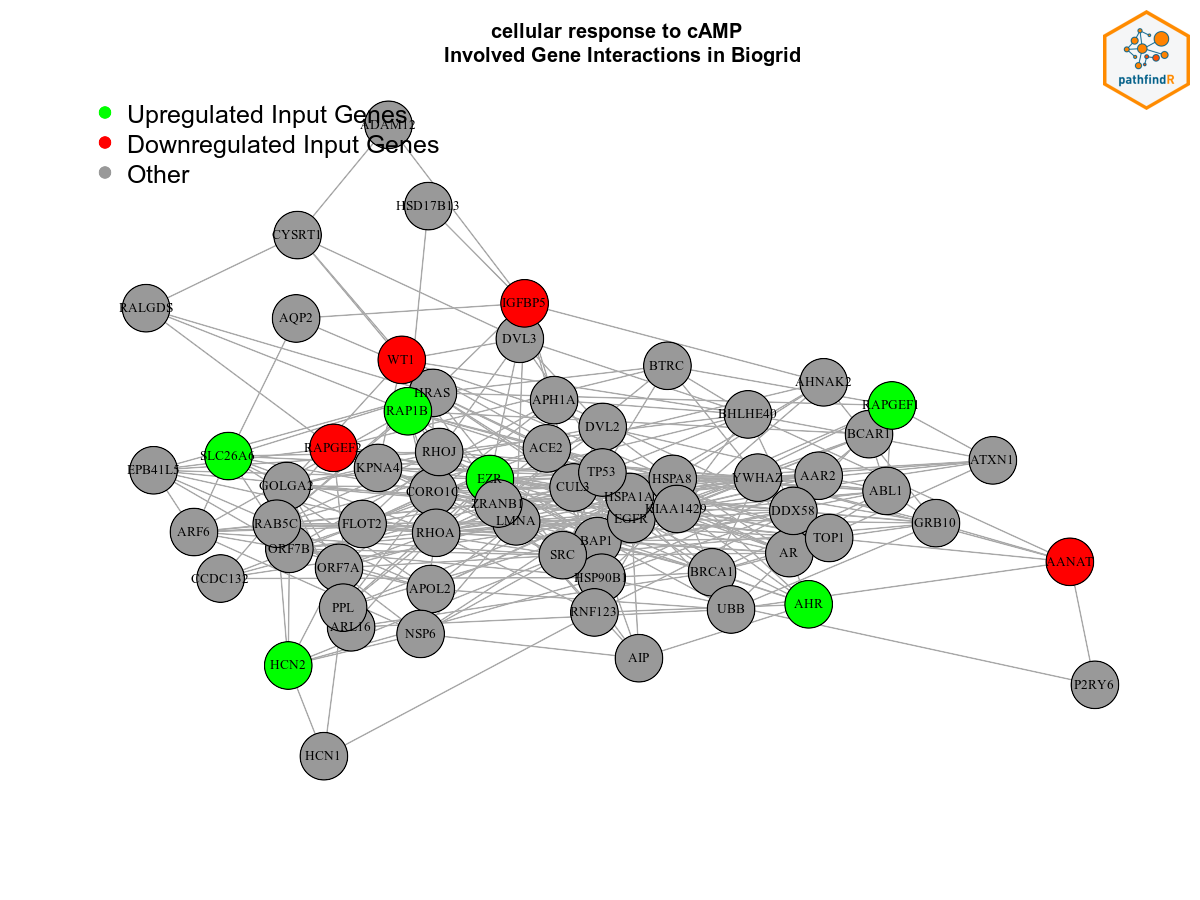 cellular response to cAMP
Involved Gene Interactions in Biogrid
pathfindR
Upregulated Input Genes
Downregulated Input Genes
Other
ADAM12
HSD17B13
CYSRT1
RALGDS
AQP2
IGFBP5
DVL3
WT1
BTRC
AHNAK2
HRAS
APH1A
RAP1B
RAPGEF1
BHLHE40
DVL2
BCAR1
RAPGEF2
ACE2
RHOJ
SLC26A6
EPB41L5
KPNA4
ATXN1
TP53
HSPA8
YWHAZ
AAR2
EZR
GOLGA2
CORO1C
CUL3
ABL1
HSPA1A
ZRANB1
KIAA1429
DDX58
LMNA
EGFR
RAB5C
FLOT2
GRB10
ARF6
RHOA
TOP1
BAP1
ORF7B
SRC
AR
AANAT
ORF7A
BRCA1
CCDC132
HSP90B1
APOL2
PPL
RNF123
UBB
AHR
ARL16
NSP6
AIP
HCN2
P2RY6
HCN1